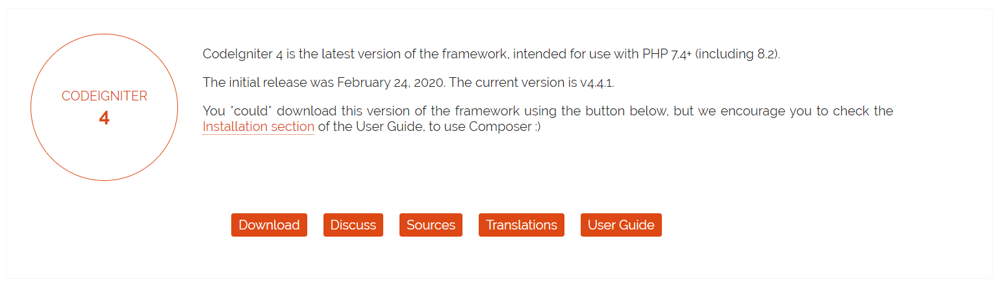 CODEIGNITER
4
CodeIgniter 4 is the latest version of the framework, intended for use with PHP 7.4+ (including 8.2).
The initial release was February 24, 2020. The current version is v4.4.1.
You *could* download this version of the framework using the button below, but we encourage you to check the
Installation section of the User Guide, to use Composer :)
Download Discuss Sources Translations User Guide